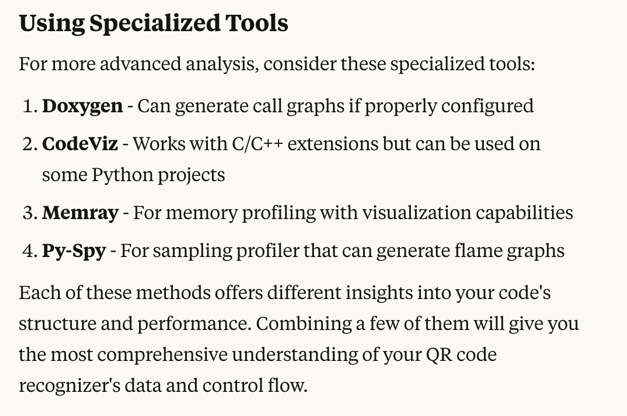 Using Specialized Tools
For more advanced analysis, consider these specialized tools:
1. Doxygen - Can generate call graphs if properly configured
2. CodeViz - Works with C/C++ extensions but can be used on
some Python projects
3. Memray - For memory profiling with visualization capabilities
4. Py-Spy - For sampling profiler that can generate flame graphs
Each of these methods offers different insights into your code's
structure and performance. Combining a few of them will give you
the most comprehensive understanding of your QR code
recognizer's data and control flow.